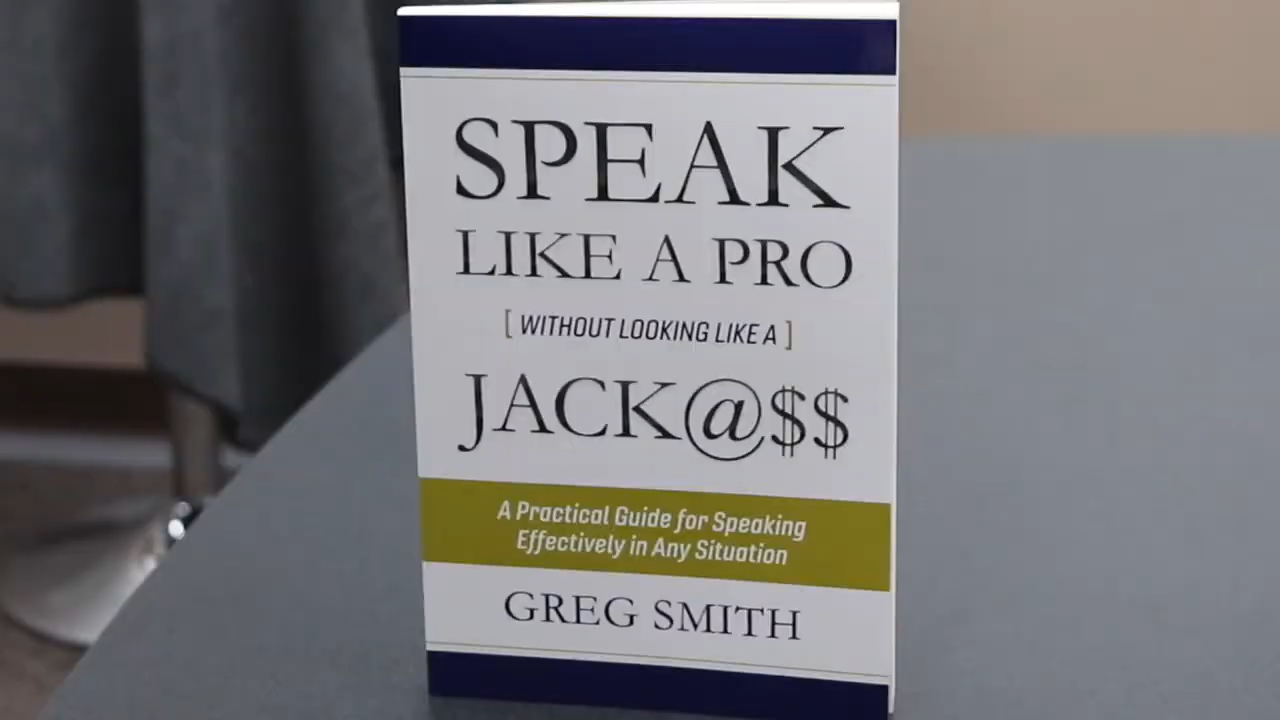 SPEAK
LIKE A PRO
[ WITHOUT LOOKING LIKE A ]
JACK@$$
A Practical Guide for Speaking
Effectively in Any Situation
GREG SMITH